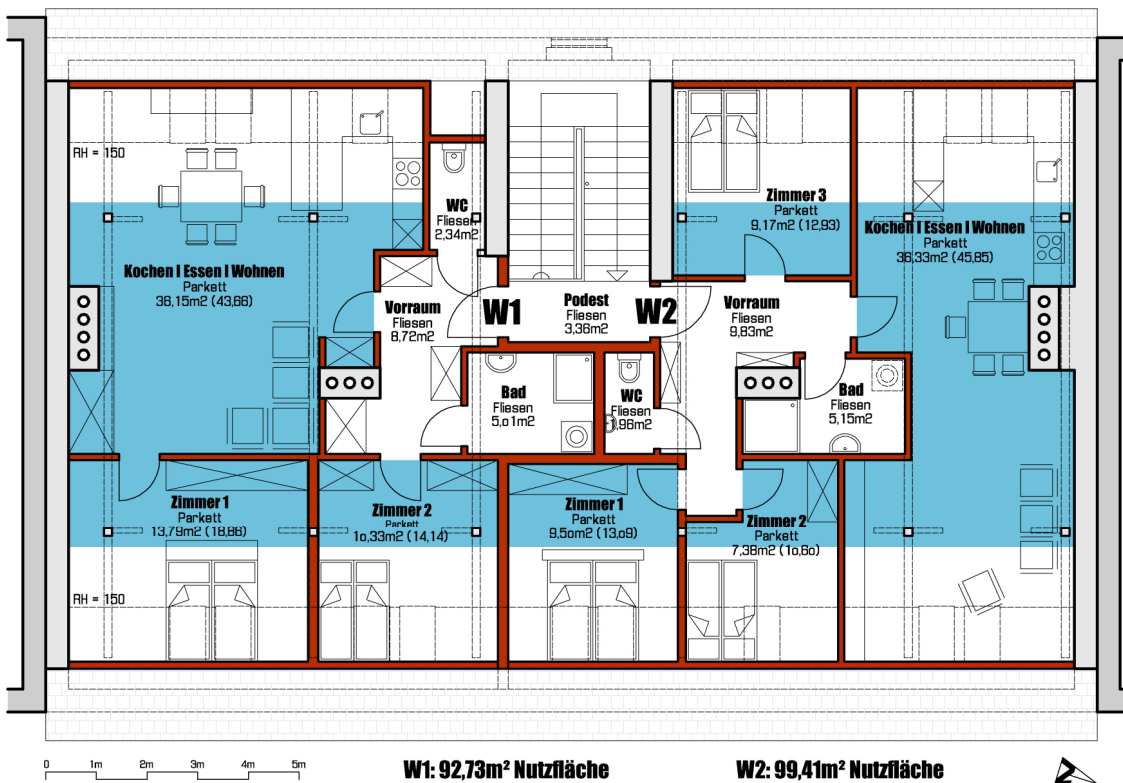 RH = 150
WC
Fliesen
2,34m2
Zimmer 3
Parkett
9,17m2 (12,93)
Kochen I Essen I Wohnen
Parkett
36,15m2 (43,66)
Kochen I Essen I Wohnen
Parkett
36,33m2 (45,85)
Vorraum
Fliesen
8,72m2
W1
Podest
Fliesen
3,36m2
W2
Vorraum
Fliesen
9,83m2
Bad
Fliesen
5,o1m2
WC
Fliesen
1,96m2
Bad
Fliesen
5,15m2
Zimmer 1
Parkett
13,79m2 (18,86)
Zimmer 2
Parkett
1o,33m2 (14,14)
Zimmer 1
Parkett
9,5o m2 (13,o9)
Zimmer 2
Parkett
7,38m2 (1o,6o)
RH = 150
0 1m 2m 3m 4m 5m
W1: 92,73m² Nutzfläche
W2: 99,41m² Nutzfläche